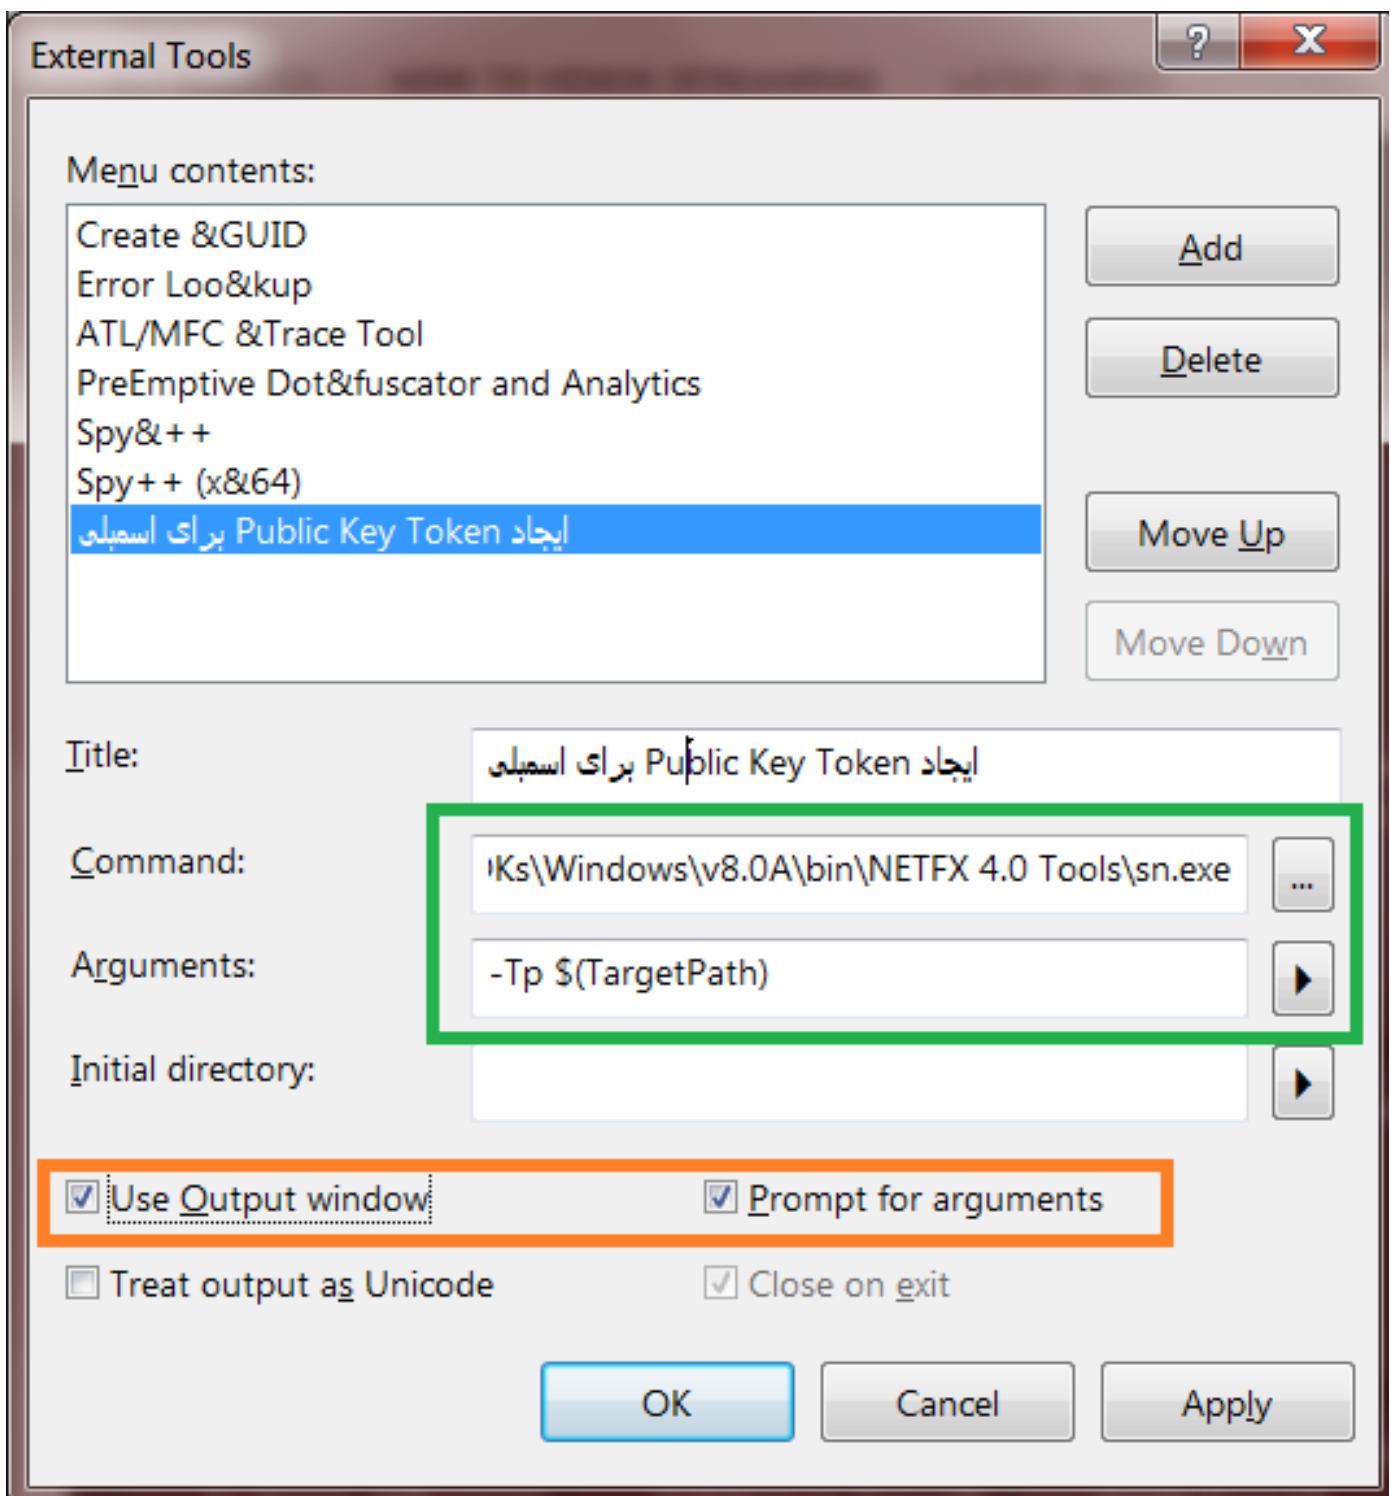 External Tools
Menu contents:
Create &GUID
Error Loo&kup
ATL/MFC &Trace Tool
PreEmptive Dot&fuscator and Analytics
Spy&++
Spy++ (x&64)
ایجاد Public Key Token برای اسمبلی
Add
Delete
Move Up
Move Down
Title:
ایجاد Public Key Token برای اسمبلی
Command:
Ks\Windows\v8.0A\bin\NETFX 4.0 Tools\sn.exe
...
Arguments:
-Tp $(TargetPath)
Initial directory:
Use Output window
Prompt for arguments
Treat output as Unicode
Close on exit
OK
Cancel
Apply